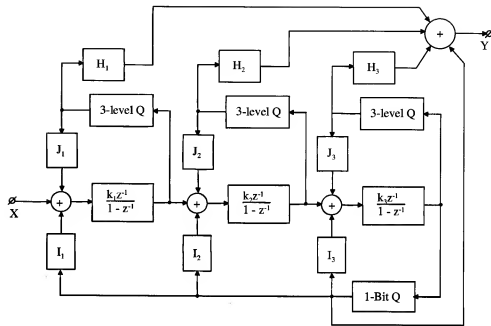 +
Y
H₁
H₂
H₃
3-level Q
3-level Q
3-level Q
J₁
J₂
J₃
X
+
k₁z⁻¹
1 - z⁻¹
+
k₂z⁻¹
1 - z⁻¹
+
k₃z⁻¹
1 - z⁻¹
I₁
I₂
I₃
1-Bit Q